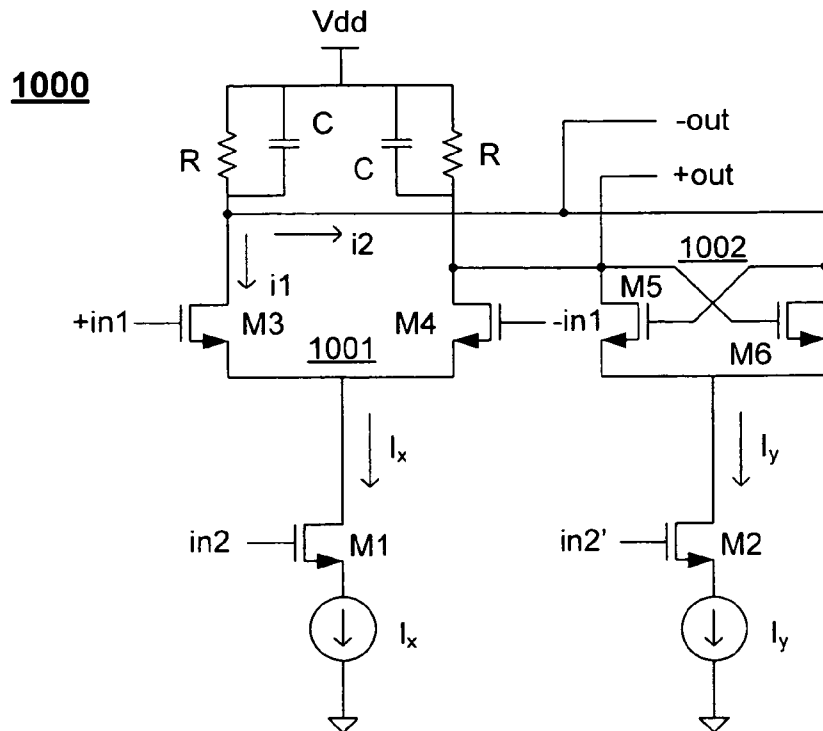 Vdd
1000
C
-out
R
C
R
+out
i2
1002
i1
M5
+in1
M3
M4
-in1
1001
M6
Ix
Iy
in2
M1
in2'
M2
Ix
Iy